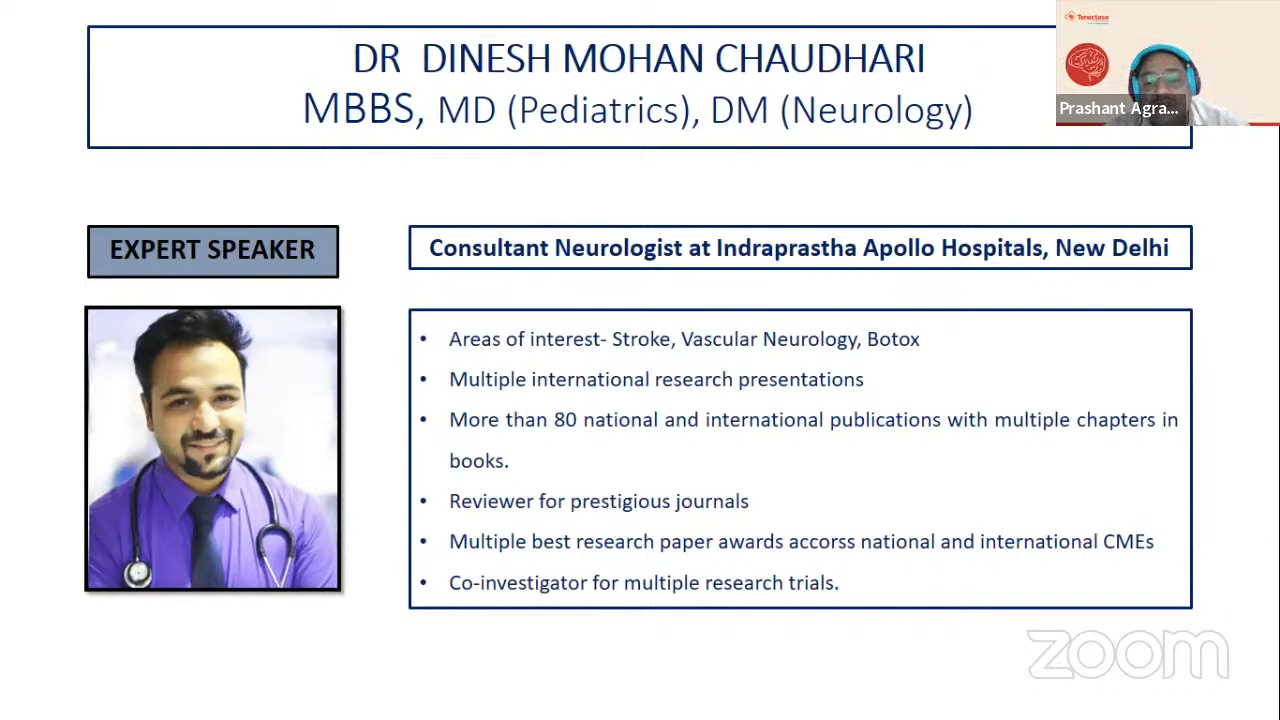 DR DINESH MOHAN CHAUDHARI
MBBS, MD (Pediatrics), DM (Neurology)
Tenectase
Prashant Agra...
EXPERT SPEAKER
Consultant Neurologist at Indraprastha Apollo Hospitals, New Delhi
• Areas of interest- Stroke, Vascular Neurology, Botox
• Multiple international research presentations
• More than 80 national and international publications with multiple chapters in
books.
• Reviewer for prestigious journals
• Multiple best research paper awards accorss national and international CMEs
• Co-investigator for multiple research trials.
zoom